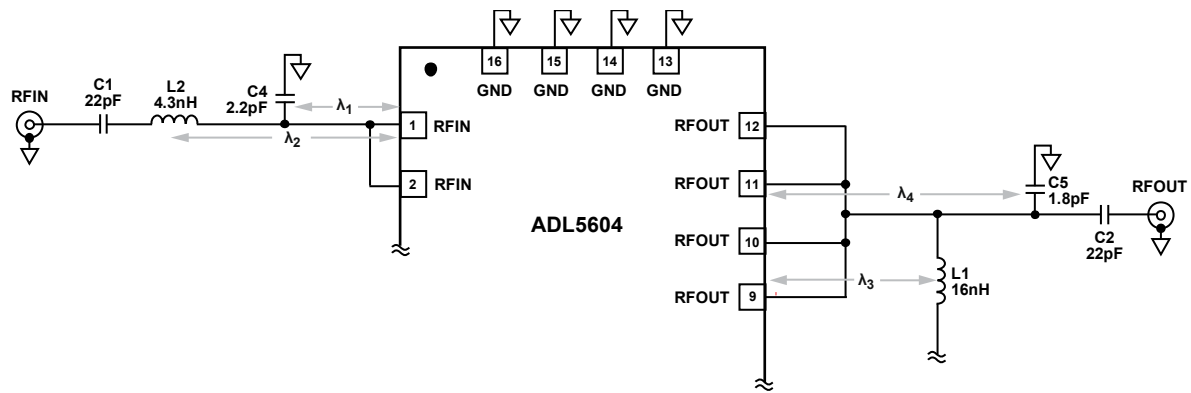 16
15
14
13
GND
GND
GND
GND
RFIN
C1
22pF
L2
4.3nH
C4
2.2pF
λ1
λ2
1
RFIN
2
RFIN
ADL5604
RFOUT
12
RFOUT
11
RFOUT
10
RFOUT
9
λ4
λ3
L1
16nH
C5
1.8pF
C2
22pF
RFOUT